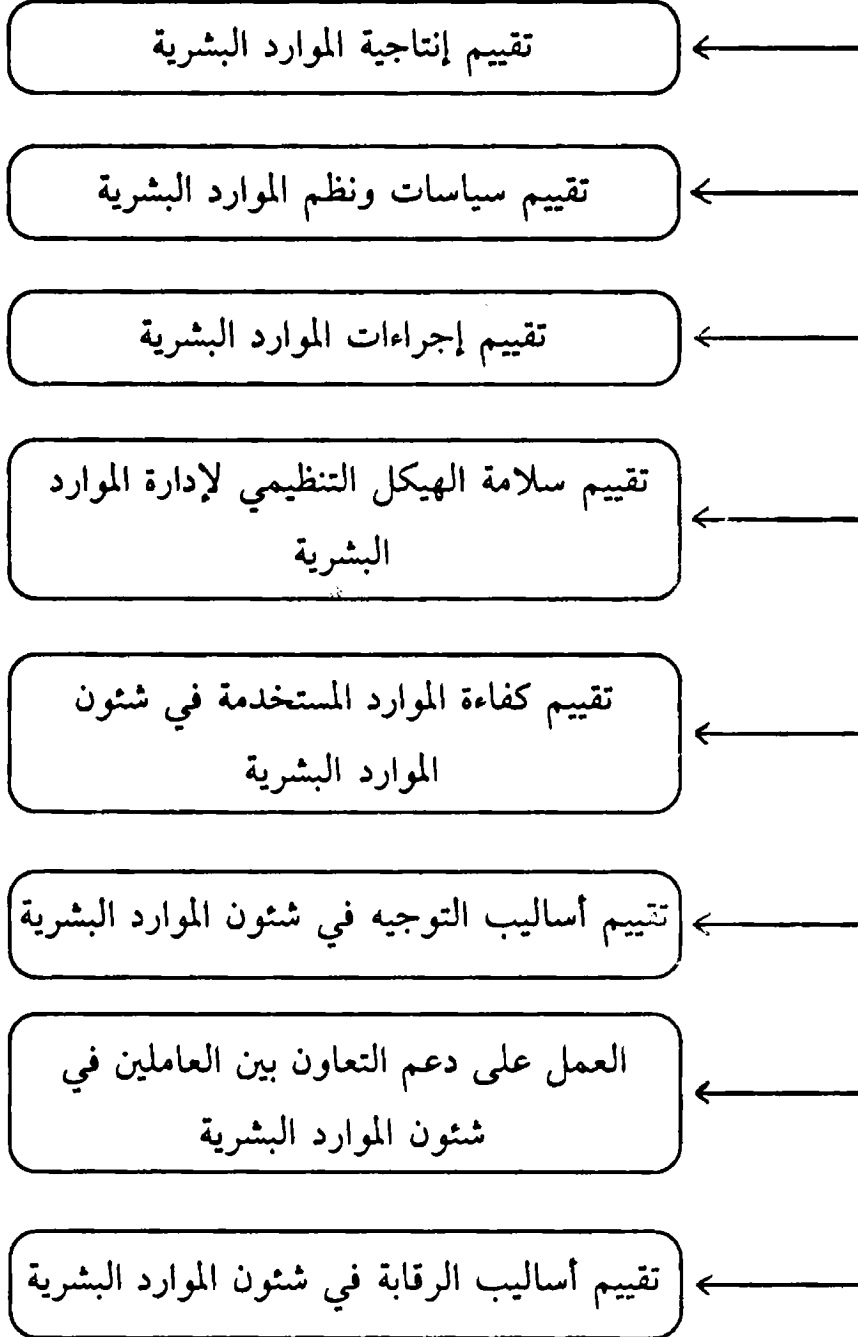 تقييم إنتاجية الموارد البشرية
تقييم سياسات ونظم الموارد البشرية
تقييم إجراءات الموارد البشرية
تقييم سلامة الهيكل التنظيمي لإدارة الموارد
البشرية
تقييم كفاءة الموارد المستخدمة في شئون
الموارد البشرية
تقييم أساليب التوجيه في شئون الموارد البشرية
العمل على دعم التعاون بين العاملين في
شئون الموارد البشرية
تقييم أساليب الرقابة في شئون الموارد البشرية